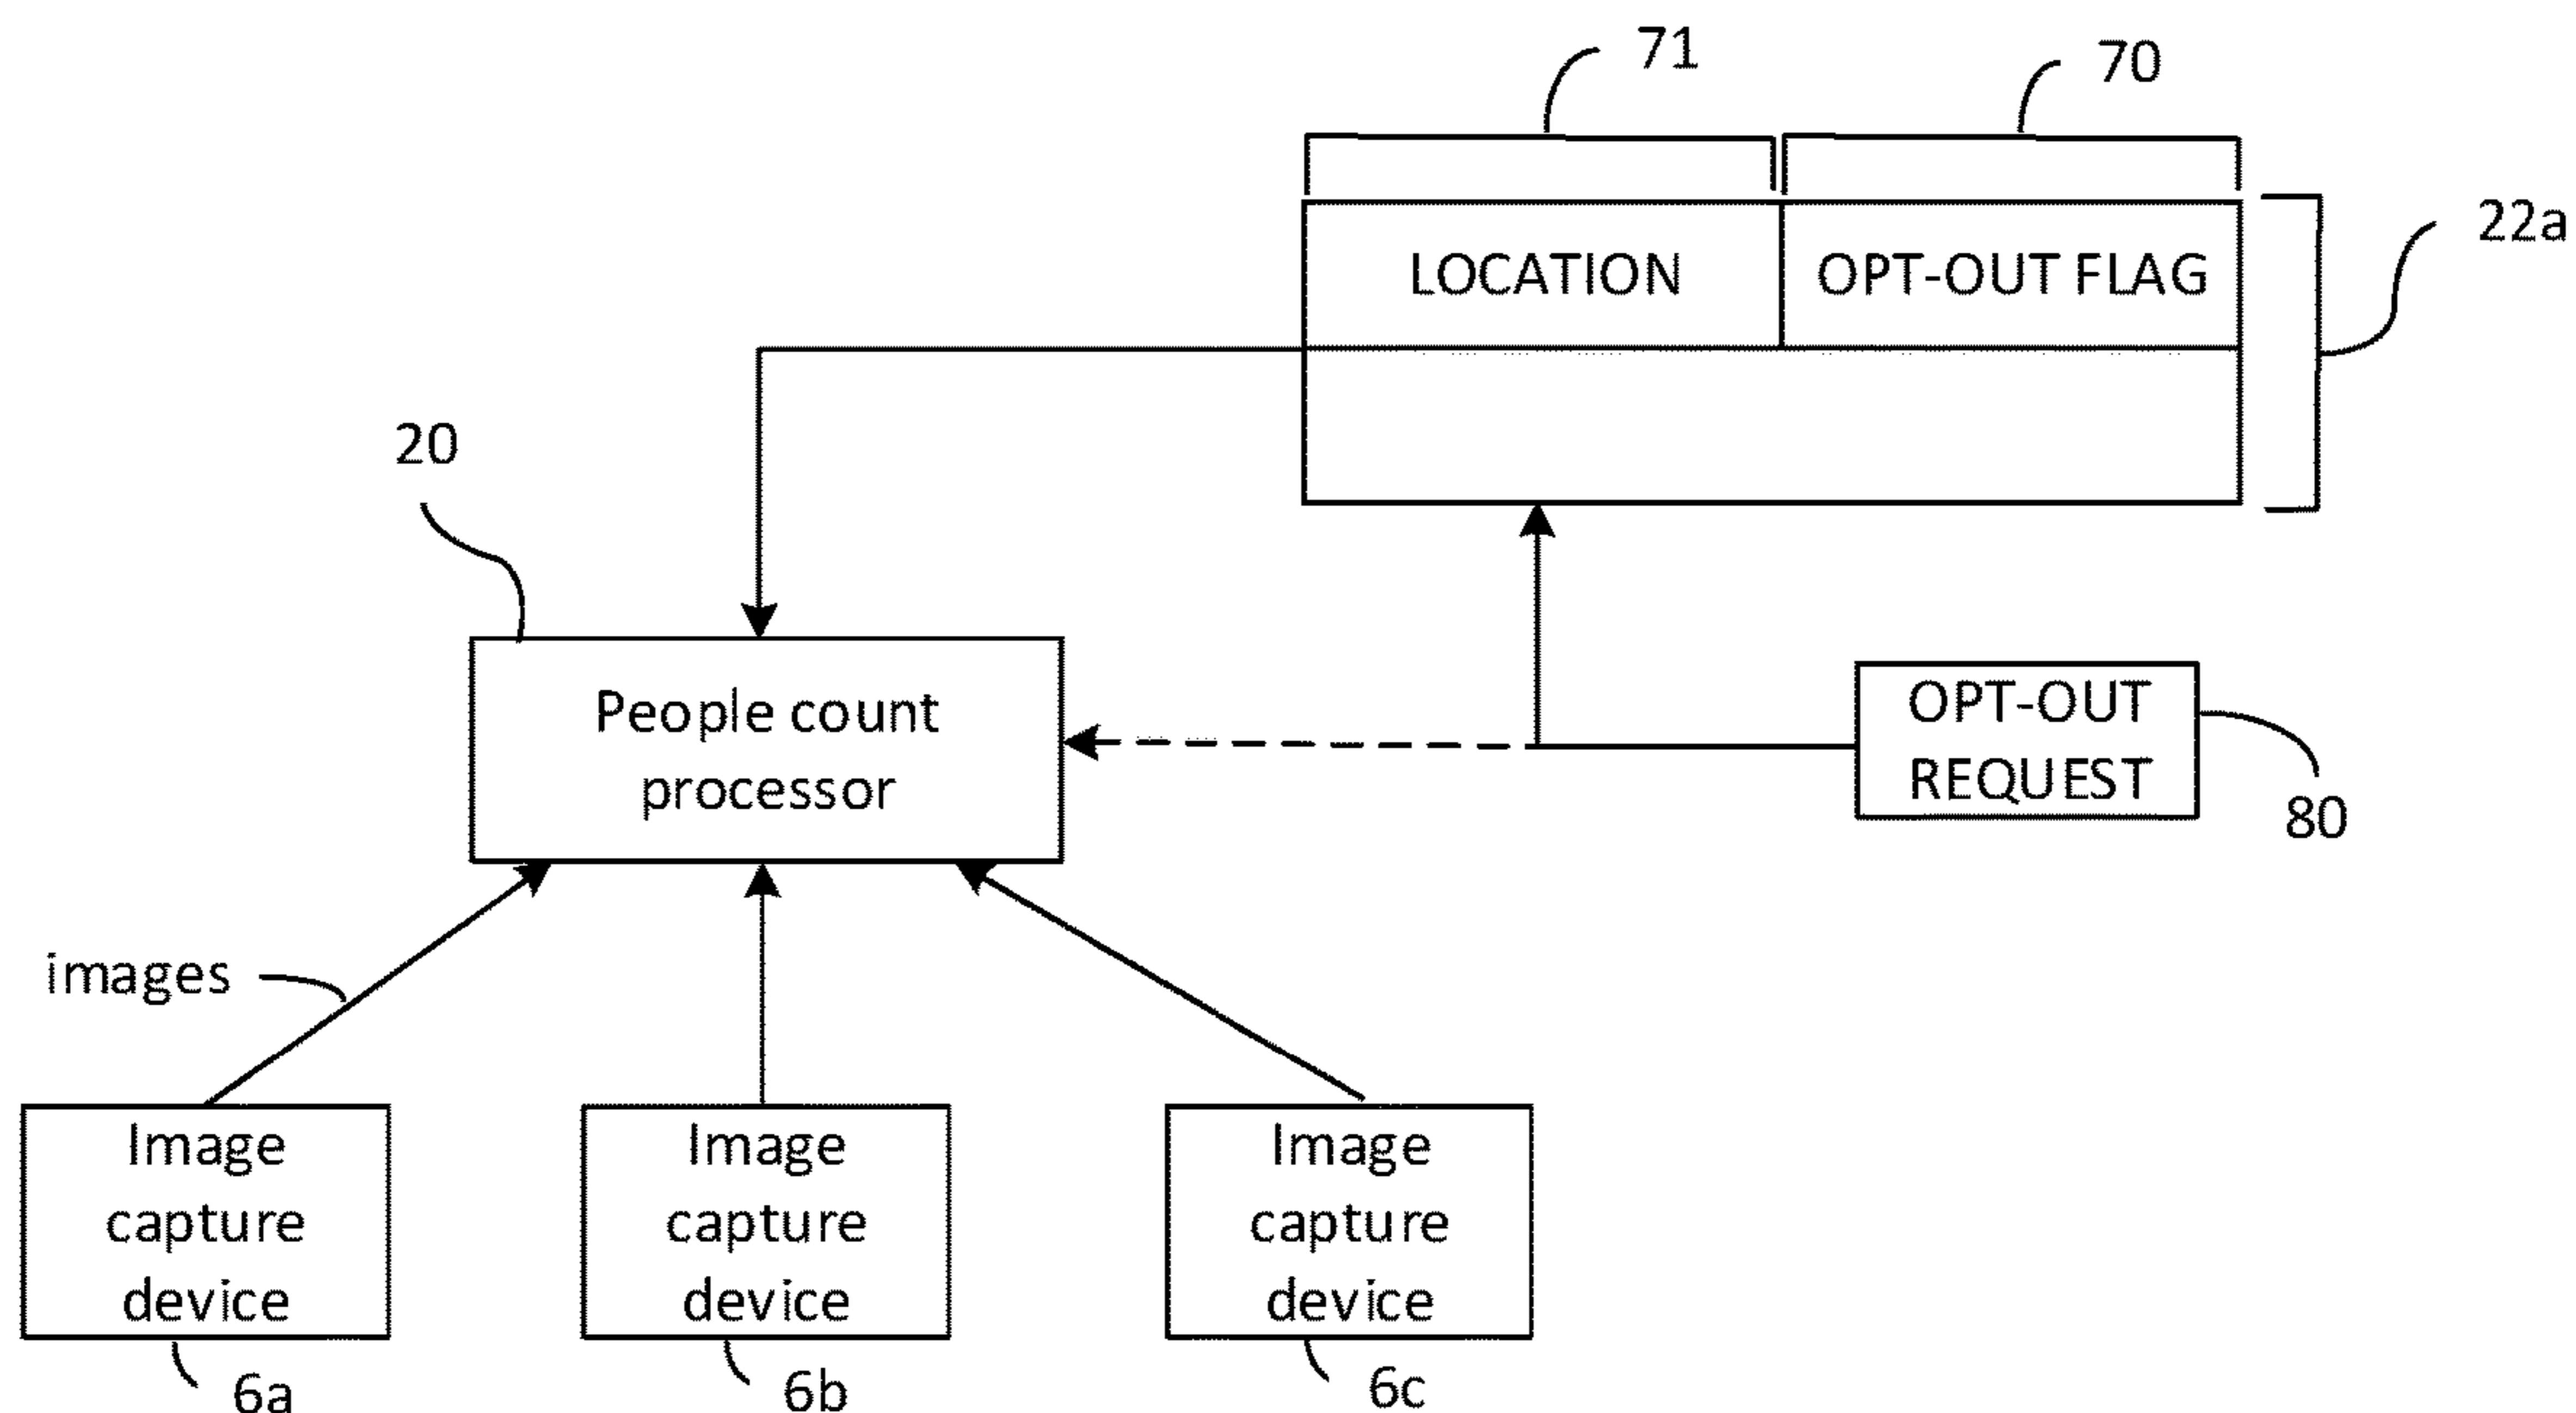 71
70
22a
LOCATION
OPT-OUT FLAG
20
People count
processor
OPT-OUT
REQUEST
80
images
Image
capture
device
Image
capture
device
Image
capture
device
6a
6b
6c